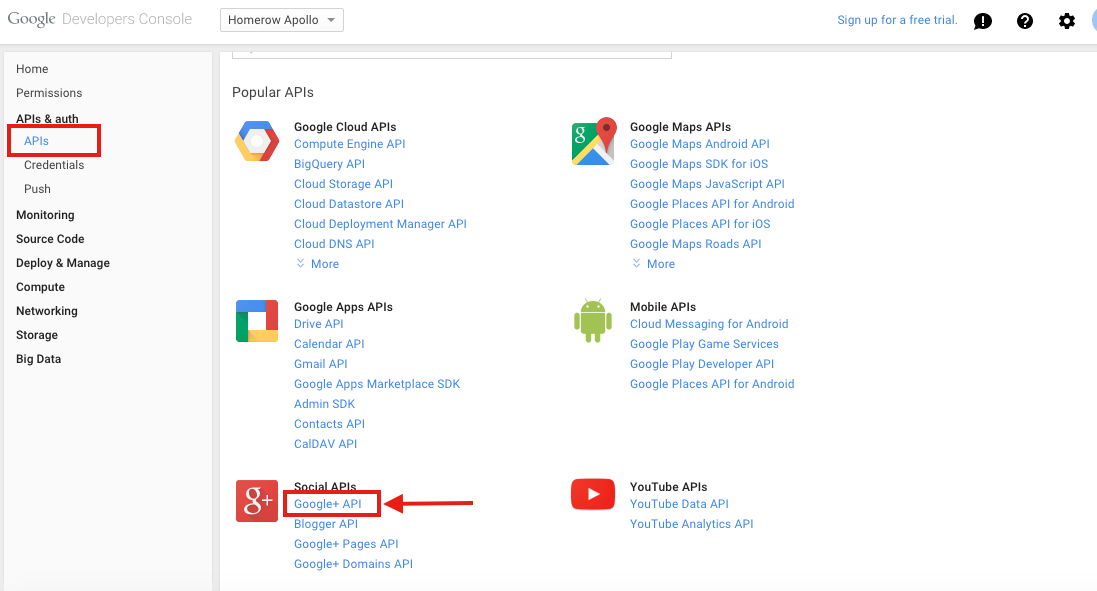 Google Developers Console
Homerow Apollo
Sign up for a free trial.
Home
Permissions
APIs & auth
APIs
Credentials
Push
Monitoring
Source Code
Deploy & Manage
Compute
Networking
Storage
Big Data
Popular APIs
Google Cloud APIs
Compute Engine API
BigQuery API
Cloud Storage API
Cloud Datastore API
Cloud Deployment Manager API
Cloud DNS API
More
Google Maps APIs
Google Maps Android API
Google Maps SDK for iOS
Google Maps JavaScript API
Google Places API for Android
Google Places API for iOS
Google Maps Roads API
More
Google Apps APIs
Drive API
Calendar API
Gmail API
Google Apps Marketplace SDK
Admin SDK
Contacts API
CalDAV API
Mobile APIs
Cloud Messaging for Android
Google Play Game Services
Google Play Developer API
Google Places API for Android
g+
Social APIs
Google+ API
Blogger API
Google+ Pages API
Google+ Domains API
YouTube APIs
YouTube Data API
YouTube Analytics API